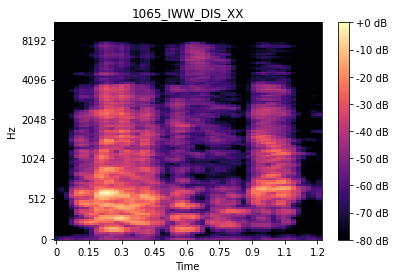 1065_IWW_DIS_XX
8192
4096
2048
1024
512
0
Hz
0 0.15 0.3 0.45 0.6 0.75 0.9 1.1 1.2
Time
+0 dB
-10 dB
-20 dB
-30 dB
-40 dB
-50 dB
-60 dB
-70 dB
-80 dB